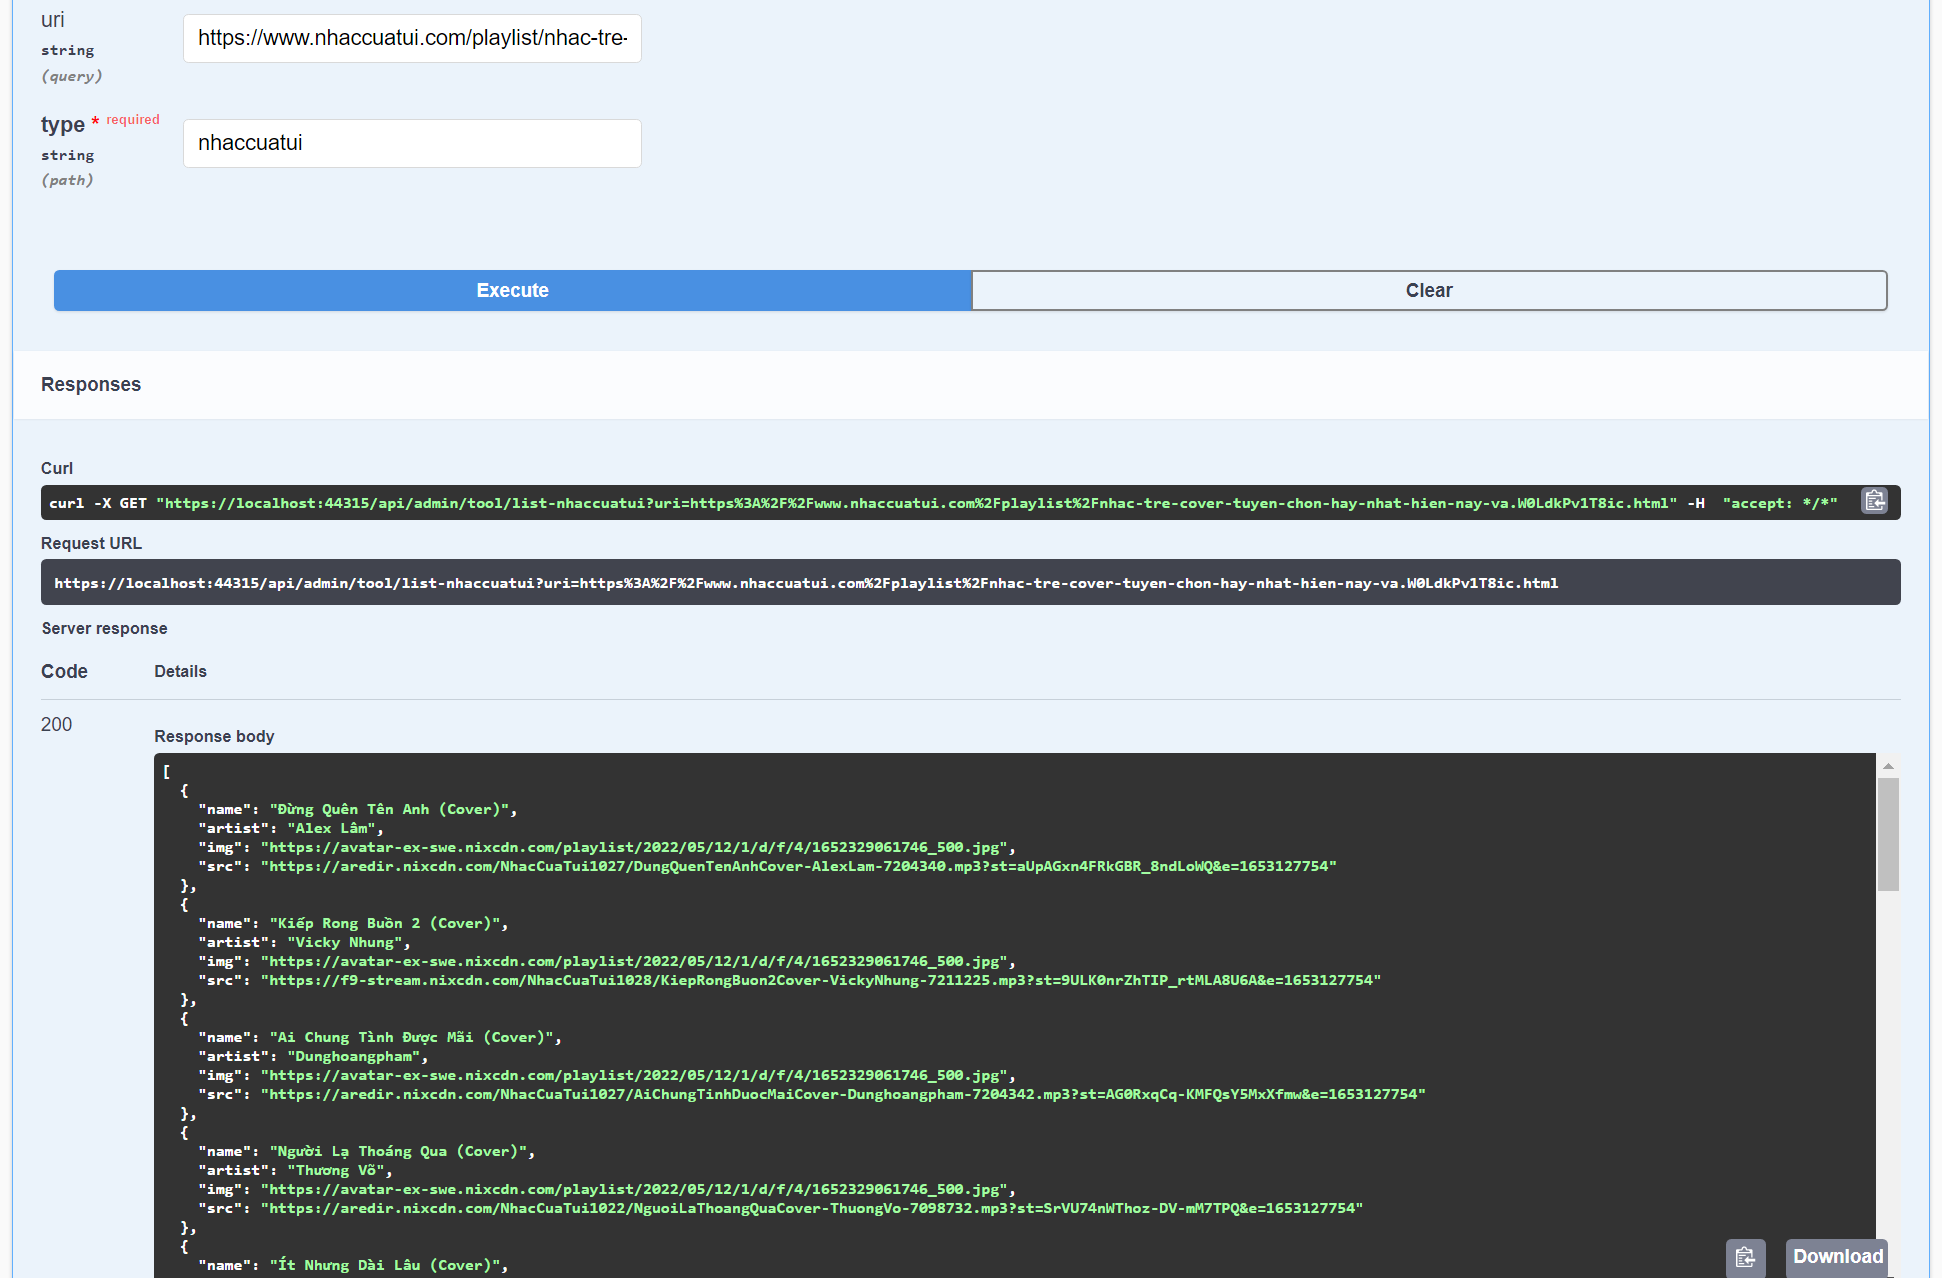 uri
string
(query)
https://www.nhaccuatui.com/playlist/nhac-tre-
type * required
string
(path)
nhaccuatui
Execute
Clear
Responses
Curl
curl -X GET "https://localhost:44315/api/admin/tool/list-nhaccuatui?uri=https%3A%2F%2Fwww.nhaccuatui.com%2Fplaylist%2Fnhac-tre-cover-tuyen-chon-hay-nhat-hien-nay-va.W0LdkPv1T8ic.html" -H  "accept: */*"
Request URL
https://localhost:44315/api/admin/tool/list-nhaccuatui?uri=https%3A%2F%2Fwww.nhaccuatui.com%2Fplaylist%2Fnhac-tre-cover-tuyen-chon-hay-nhat-hien-nay-va.W0LdkPv1T8ic.html
Server response
Code
Details
200
Response body
[
{
"name": "Đừng Quên Tên Anh (Cover)",
"artist": "Alex Lâm",
"img": "https://avatar-ex-swe.nixcdn.com/playlist/2022/05/12/1/d/f/4/1652329061746_500.jpg",
"src": "https://aredir.nixcdn.com/NhacCuaTui1027/DungQuenTenAnhCover-AlexLam-7204340.mp3?st=aUpAGxn4FRkGBR_8ndLoWQ&e=1653127754"
},
{
"name": "Kiếp Rong Buồn 2 (Cover)",
"artist": "Vicky Nhung",
"img": "https://avatar-ex-swe.nixcdn.com/playlist/2022/05/12/1/d/f/4/1652329061746_500.jpg",
"src": "https://f9-stream.nixcdn.com/NhacCuaTui1028/KiepRongBuon2Cover-VickyNhung-7211225.mp3?st=9ULK0nrZhTIP_rtMLA8U6A&e=1653127754"
},
{
"name": "Ai Chung Tình Được Mãi (Cover)",
"artist": "Dunghoangpham",
"img": "https://avatar-ex-swe.nixcdn.com/playlist/2022/05/12/1/d/f/4/1652329061746_500.jpg",
"src": "https://aredir.nixcdn.com/NhacCuaTui1027/AiChungTinhDuocMaiCover-Dunghoangpham-7204342.mp3?st=AG0RxqCq-KMFQsY5MxXfmw&e=1653127754"
},
{
"name": "Người Lạ Thoáng Qua (Cover)",
"artist": "Thương Võ",
"img": "https://avatar-ex-swe.nixcdn.com/playlist/2022/05/12/1/d/f/4/1652329061746_500.jpg",
"src": "https://aredir.nixcdn.com/NhacCuaTui1022/NguoiLaThoangQuaCover-ThuongVo-7098732.mp3?st=SrVU74nWThoz-DV-mM7TPQ&e=1653127754"
},
{
"name": "Ít Nhưng Dài Lâu (Cover)",
Download